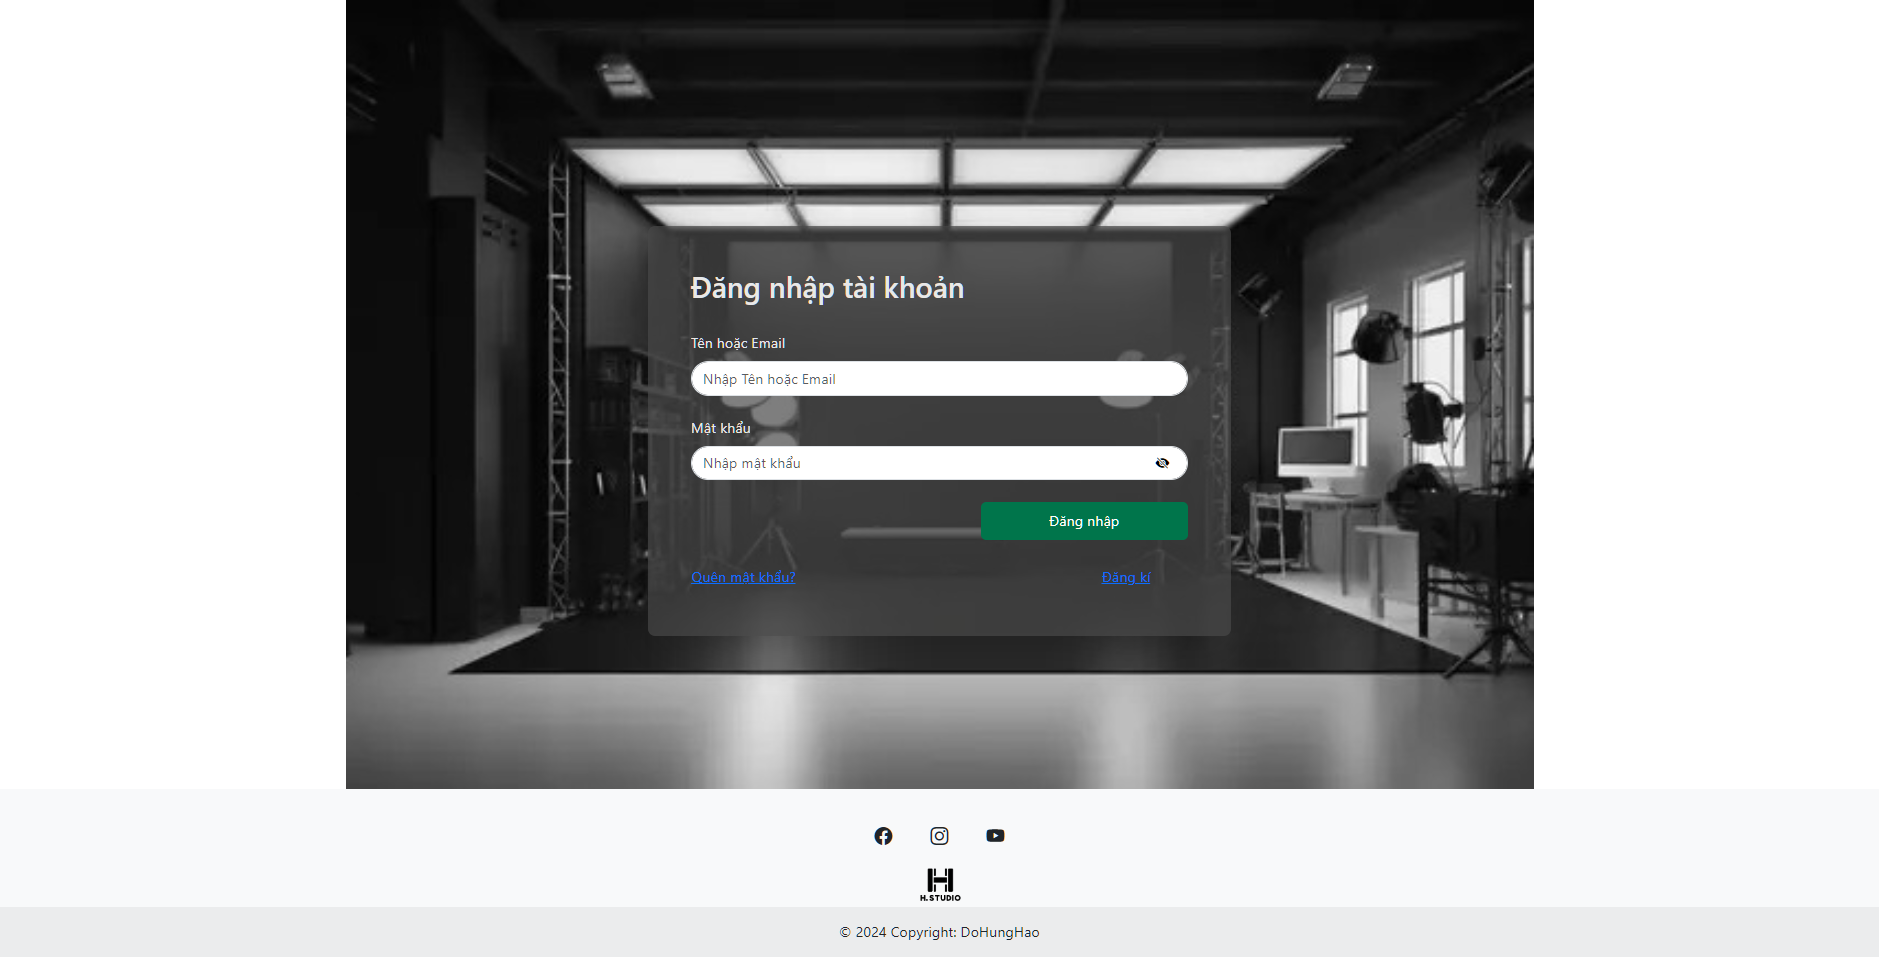 Đăng nhập tài khoản
Tên hoặc Email
Nhập Tên hoặc Email
Mật khẩu
Nhập mật khẩu
Đăng nhập
Quên mật khẩu?
Đăng kí
H
H.STUDIO
© 2024 Copyright: DoHungHao